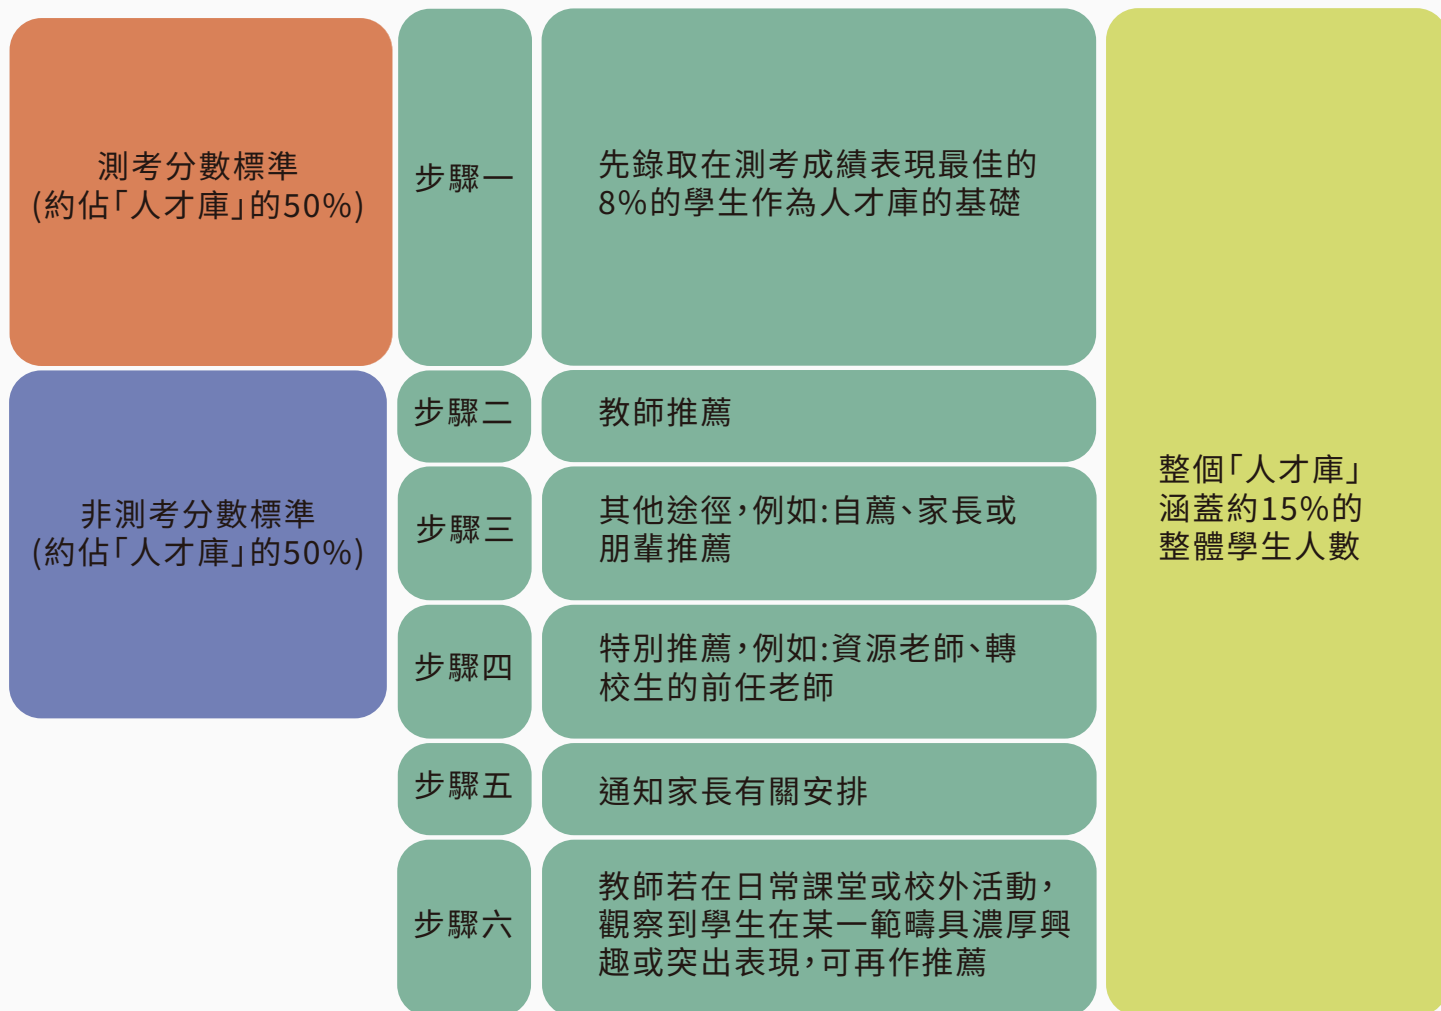 測考分數標準
(約佔「人才庫」的50%)
步驟一
先錄取在測考成績表現最佳的
8%的學生作為人才庫的基礎
非測考分數標準
(約佔「人才庫」的50%)
步驟二
教師推薦
步驟三
其他途徑，例如：自薦、家長或
朋輩推薦
步驟四
特別推薦，例如：資源老師、轉
校生的前任老師
步驟五
通知家長有關安排
步驟六
教師若在日常課堂或校外活動，
觀察到學生在某一範疇具濃厚興
趣或突出表現，可再作推薦
整個「人才庫」
涵蓋約15%的
整體學生人數